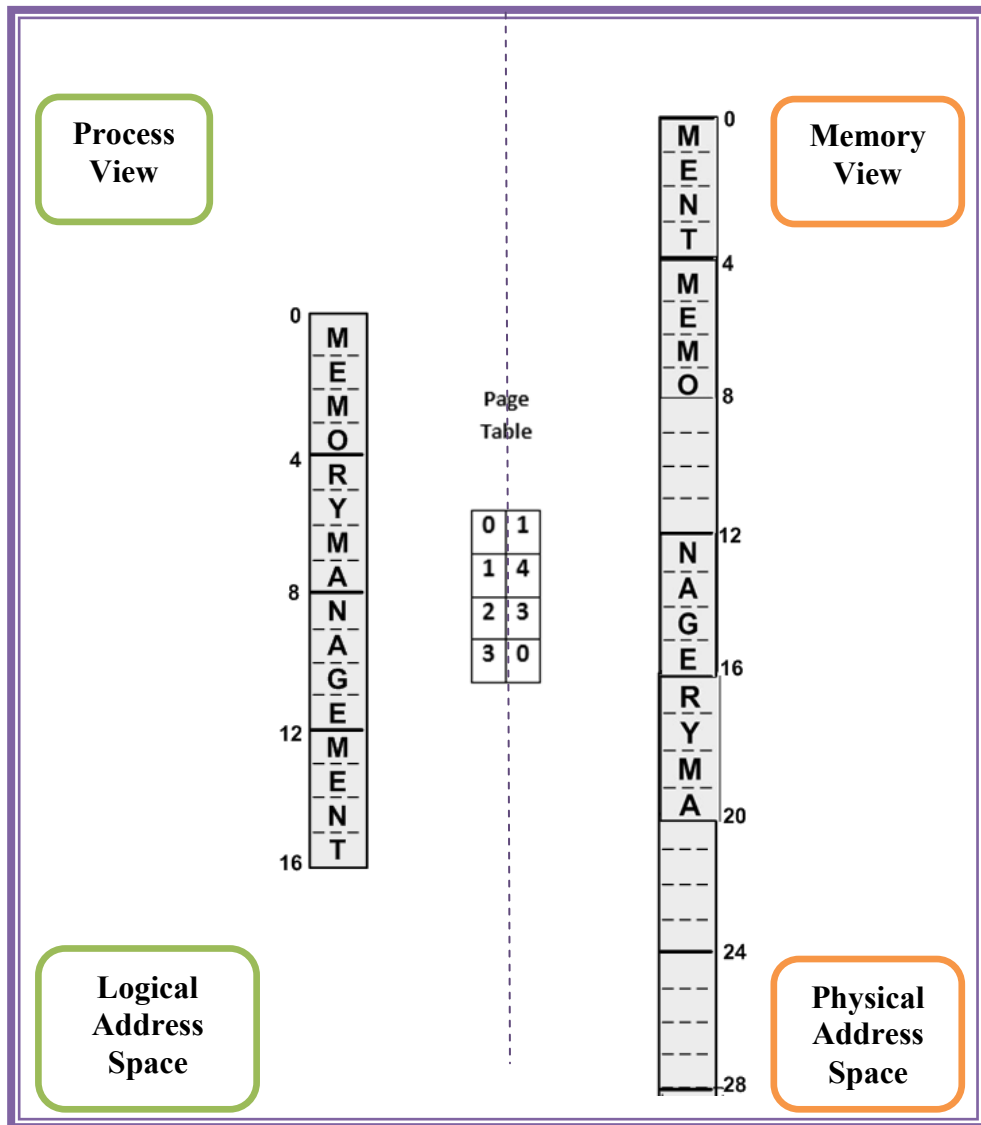 Process
View
Memory
View
0
M
E
N
T
4
M
E
M
O
8
12
N
A
G
E
16
R
Y
M
A
20
24
28
0
M
E
M
O
4
R
Y
M
A
8
N
A
G
E
12
M
E
N
T
16
Page
Table
0 1
1 4
2 3
3 0
Logical
Address
Space
Physical
Address
Space